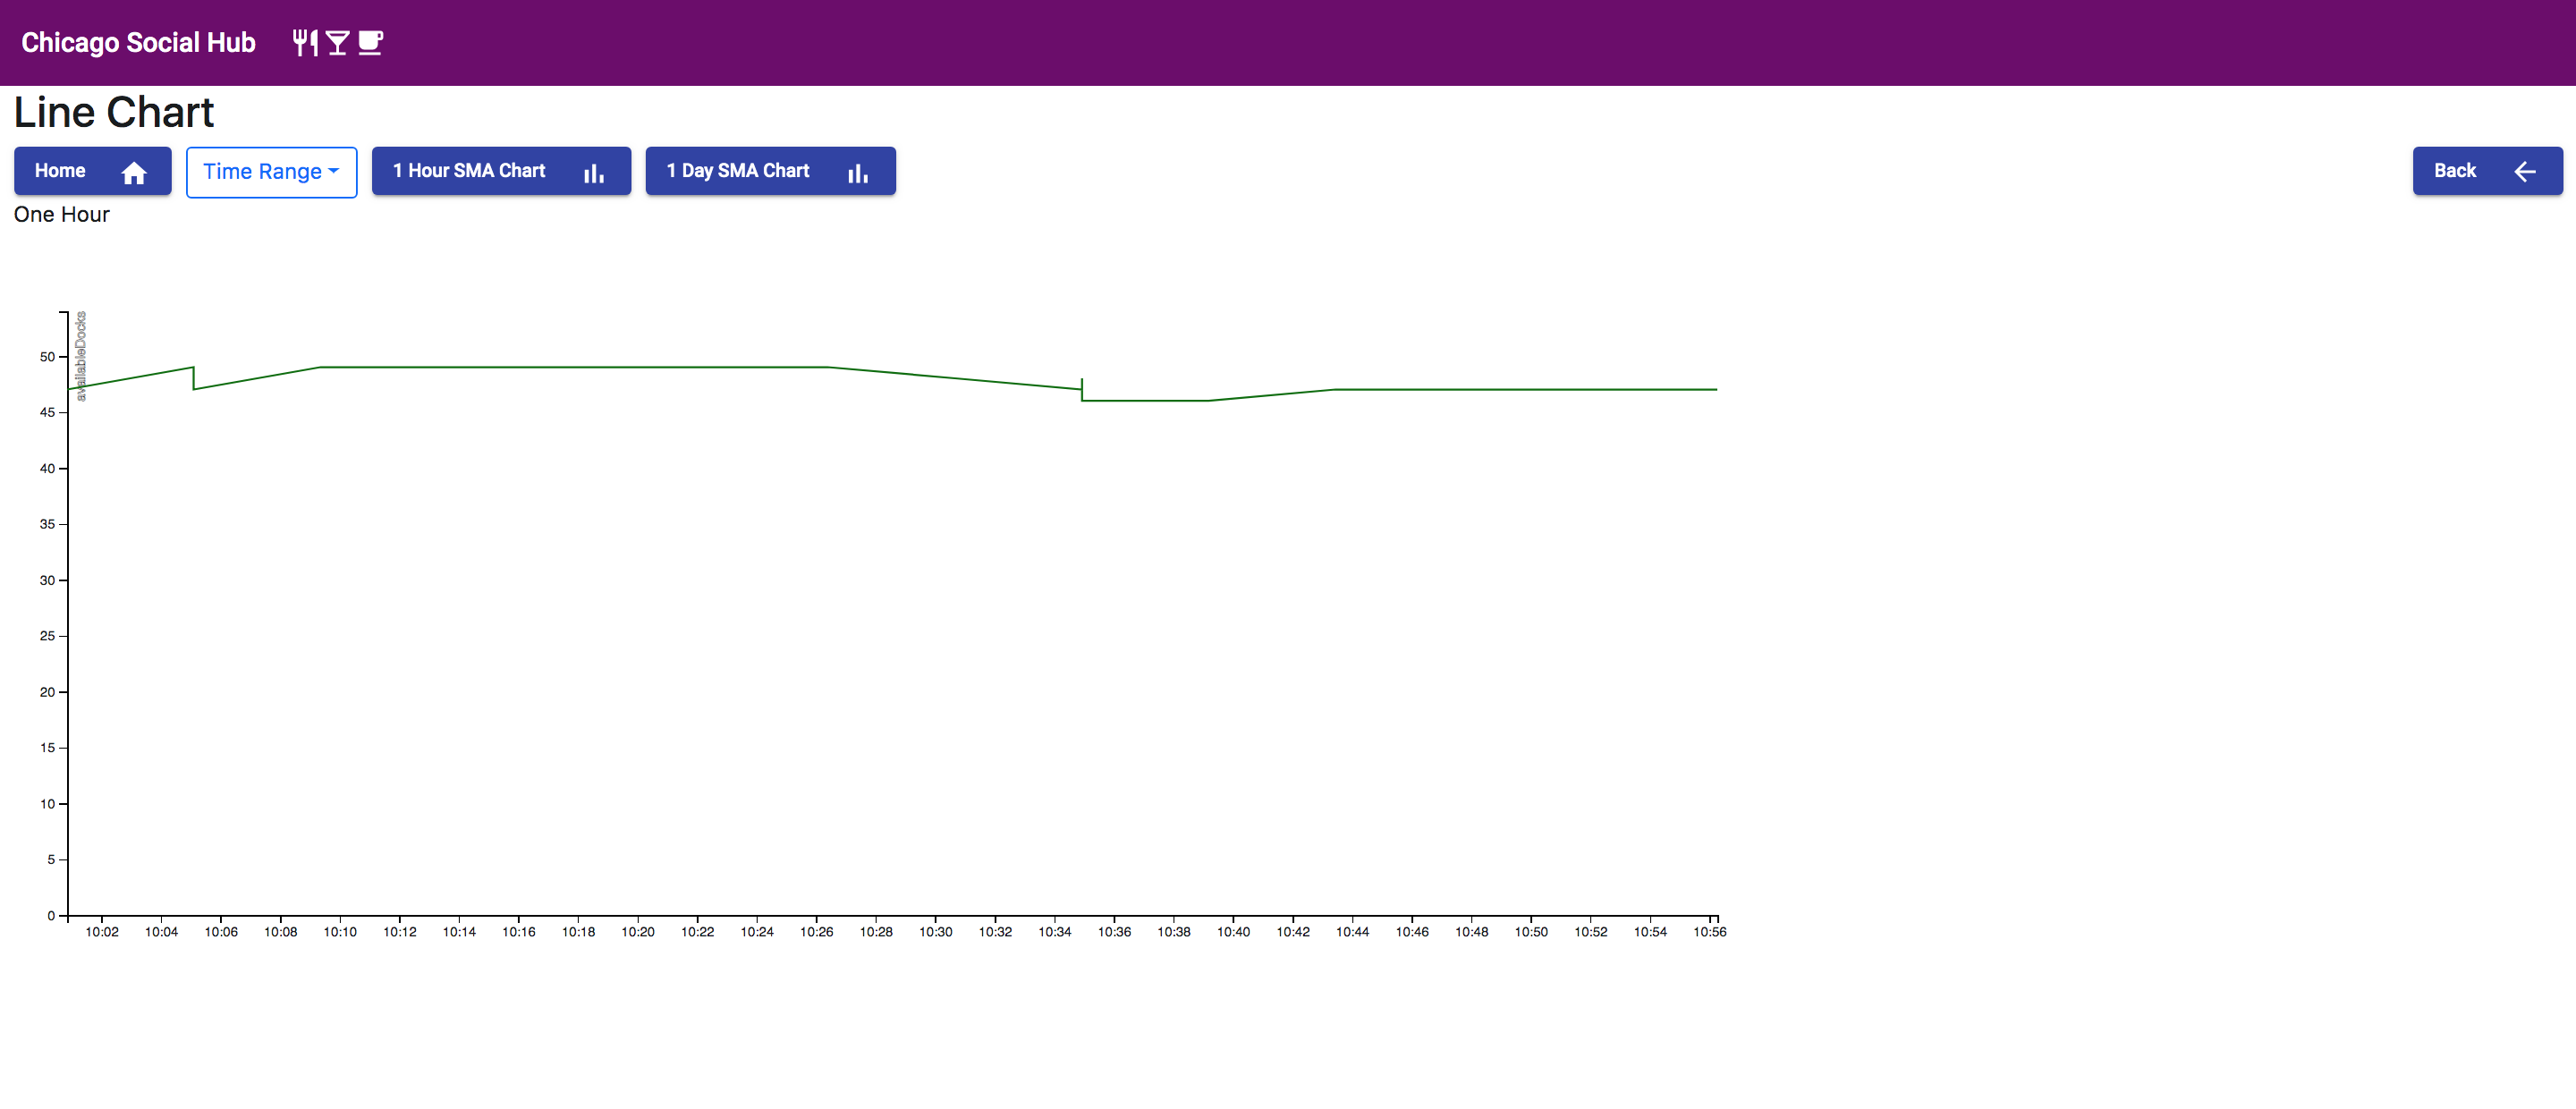 Chicago Social Hub
Line Chart
Home
Time Range
1 Hour SMA Chart
1 Day SMA Chart
Back
One Hour
availableDocks
50
45
40
35
30
25
20
15
10
5
0
10:02 10:04 10:06 10:08 10:10 10:12 10:14 10:16 10:18 10:20 10:22 10:24 10:26 10:28 10:30 10:32 10:34 10:36 10:38 10:40 10:42 10:44 10:46 10:48 10:50 10:52 10:54 10:56